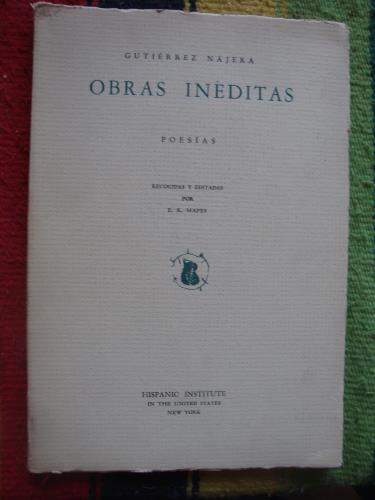 GUTIÉRREZ NÁJERA
OBRAS INÉDITAS
POESÍAS
RECOGIDAS Y EDITADAS
POR
E. K. MAPES
HISPANIC INSTITUTE
IN THE UNITED STATES
NEW YORK